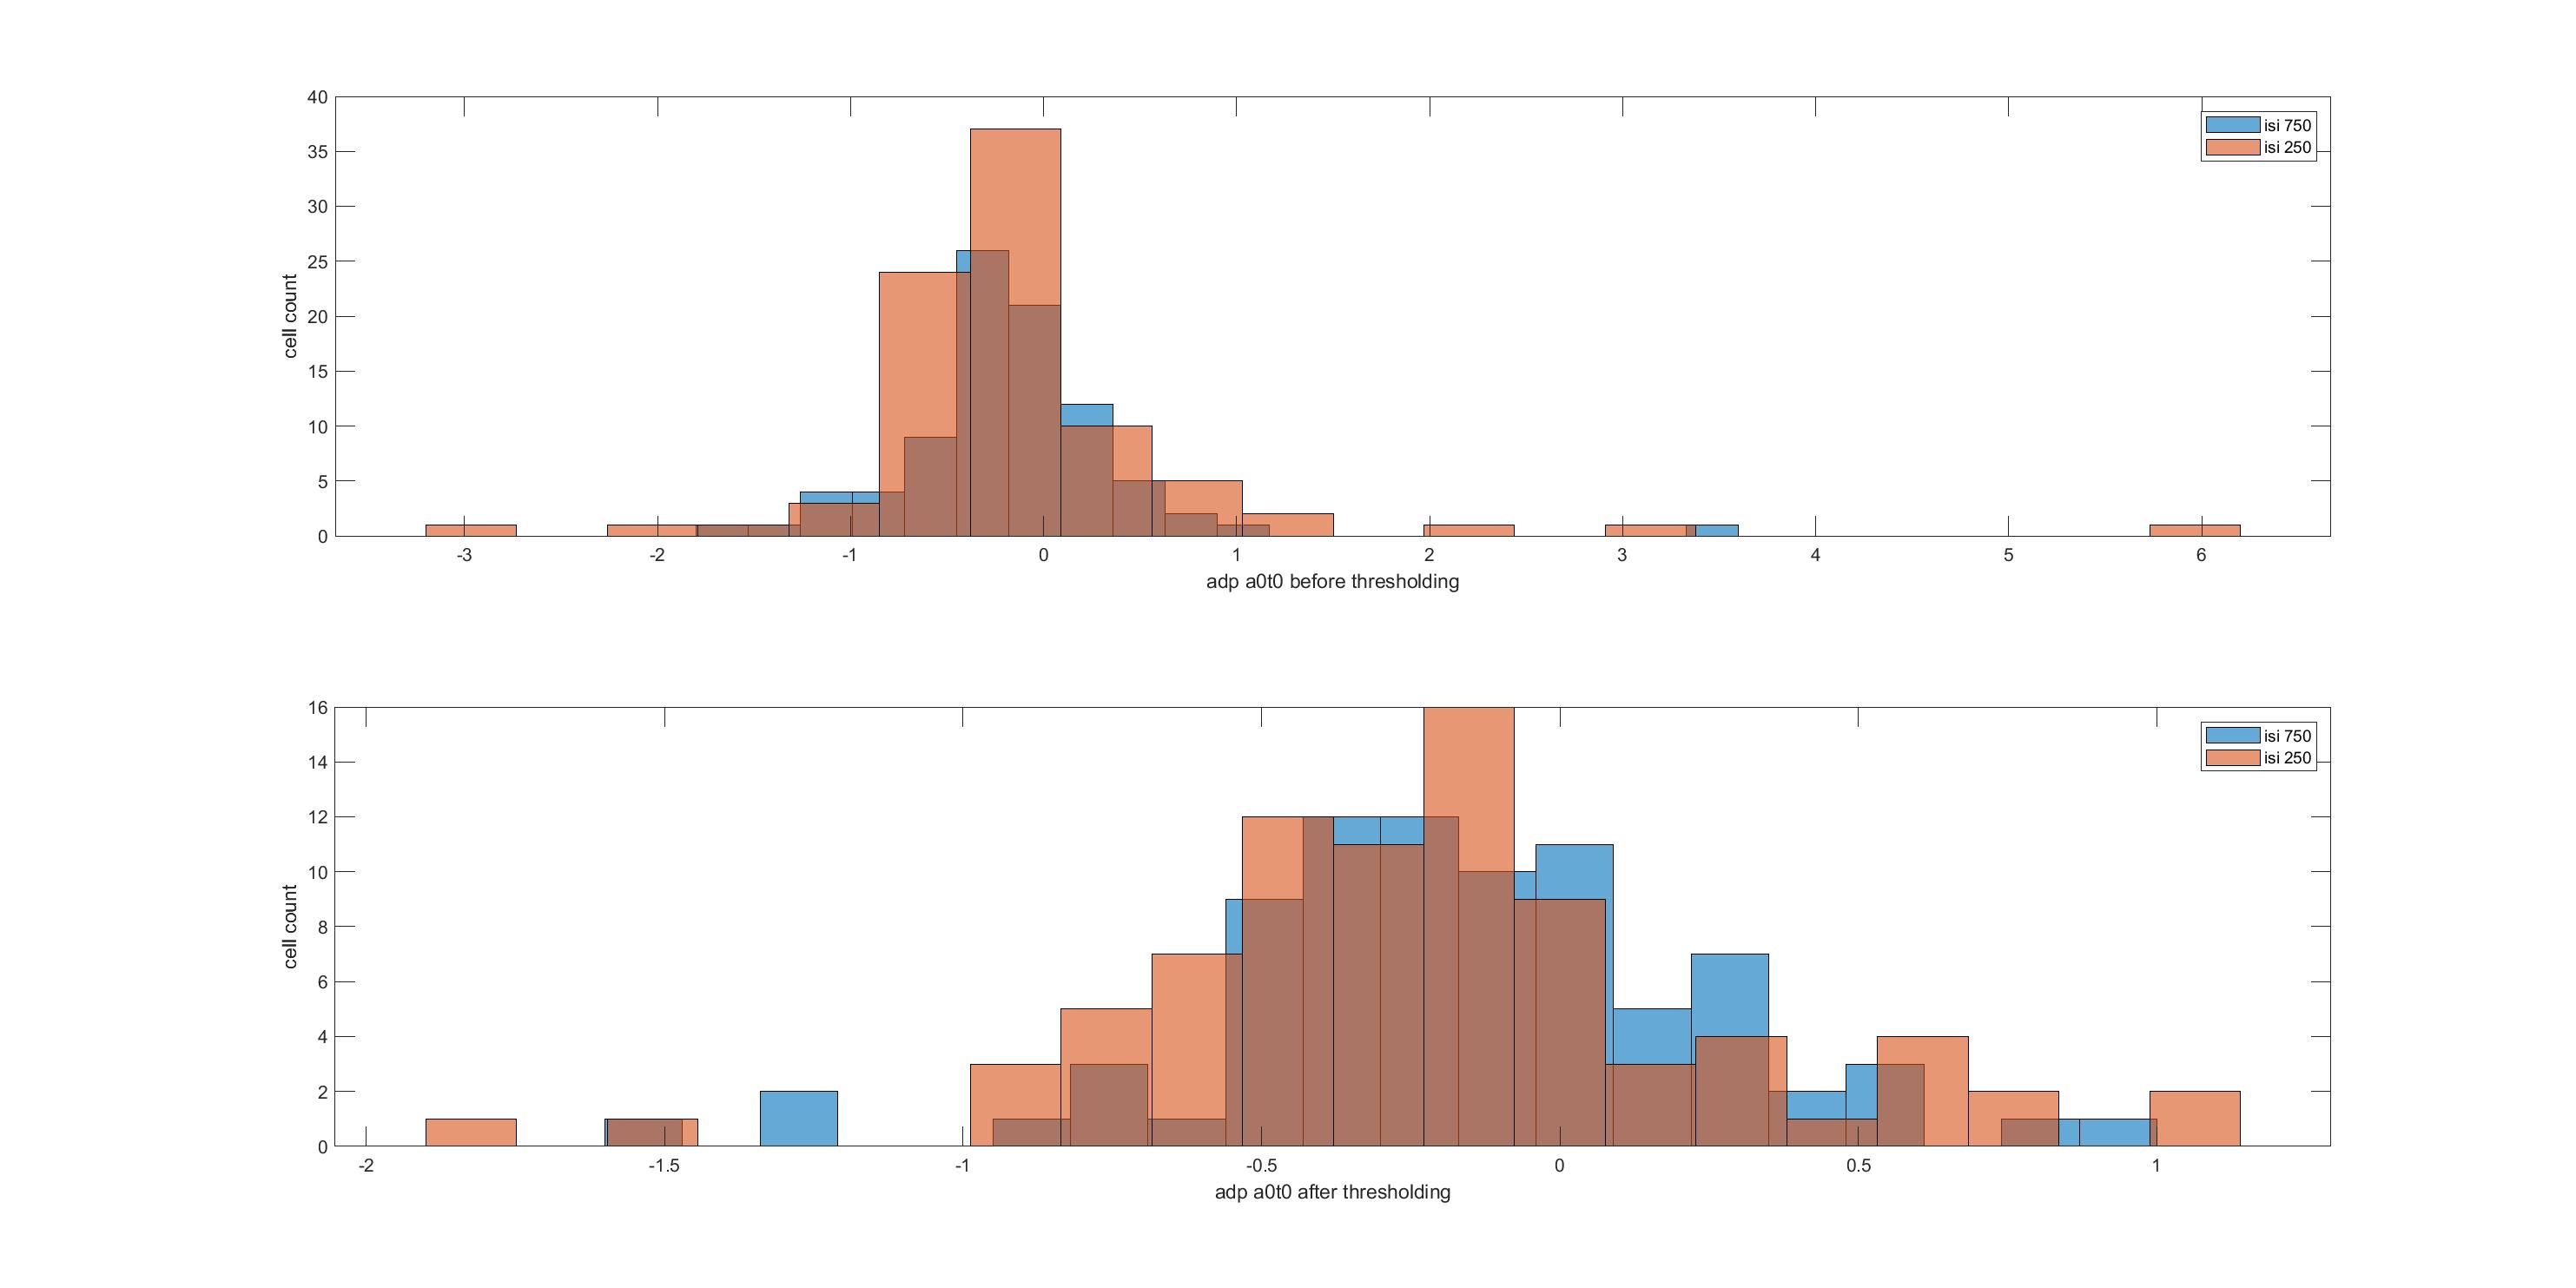 40
35
30
25
20
15
10
5
0
cell count
isi 750
isi 250
-3 -2 -1 0 1 2 3 4 5 6
adp a0t0 before thresholding
16
14
12
10
8
6
4
2
0
cell count
isi 750
isi 250
-2 -1.5 -1 -0.5 0 0.5 1
adp a0t0 after thresholding